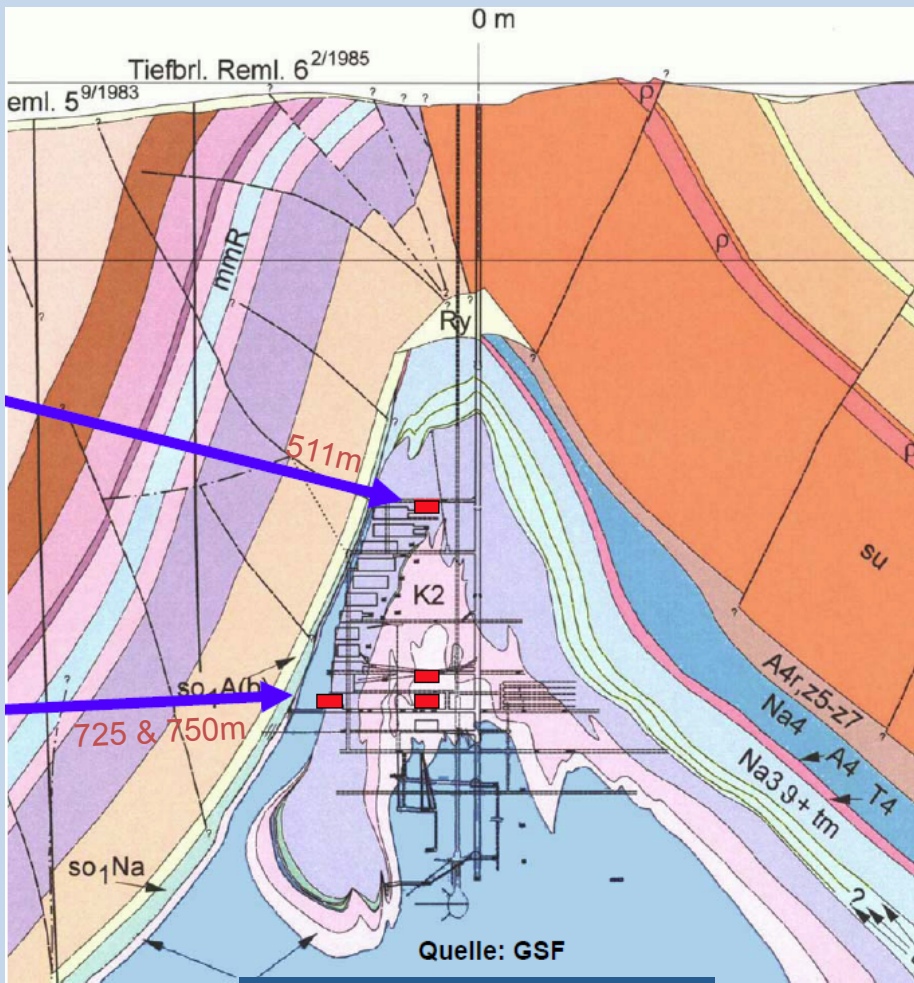 0 m
Tiefbrl. Reml. 6 2/1985
eml. 5 9/1983
ρ
mmR
ρ
Ry
511m
ρ
su
K2
so1A(b)
A4r,z5-z7
725 & 750m
Na4
A4
Na3ϑ+tm
T4
so1Na
?
Quelle: GSF